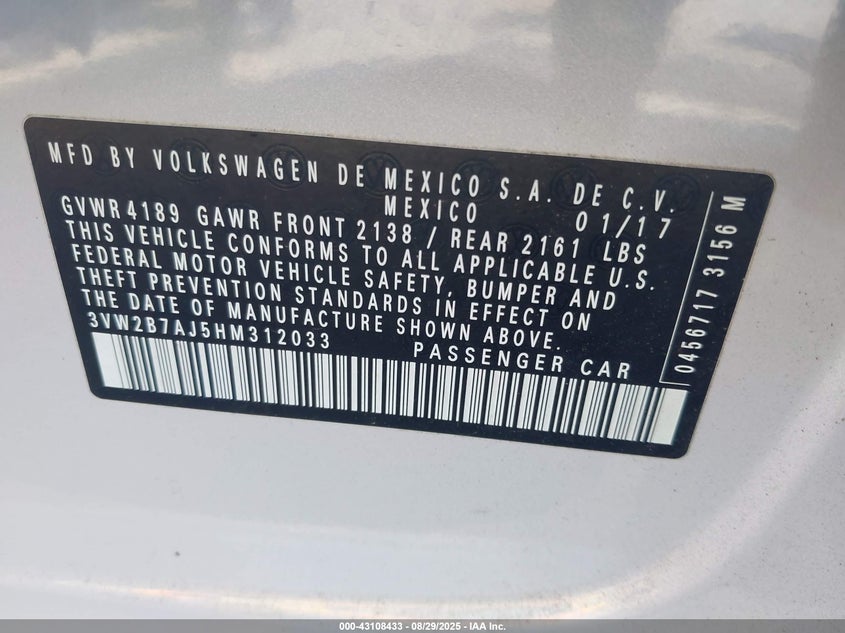 MFD BY VOLKSWAGEN DE MEXICO S.A. DE C.V.
MEXICO 01/17
GVWR 4189 GAWR FRONT 2138 / REAR 2161 LBS
THIS VEHICLE CONFORMS TO ALL APPLICABLE U.S.
FEDERAL MOTOR VEHICLE SAFETY, BUMPER AND
THEFT PREVENTION STANDARDS IN EFFECT ON
THE DATE OF MANUFACTURE SHOWN ABOVE.
3VW2B7AJ5HM312033 PASSENGER CAR
0456717 3156 M
000-43108433 - 08/29/2025 - IAA Inc.